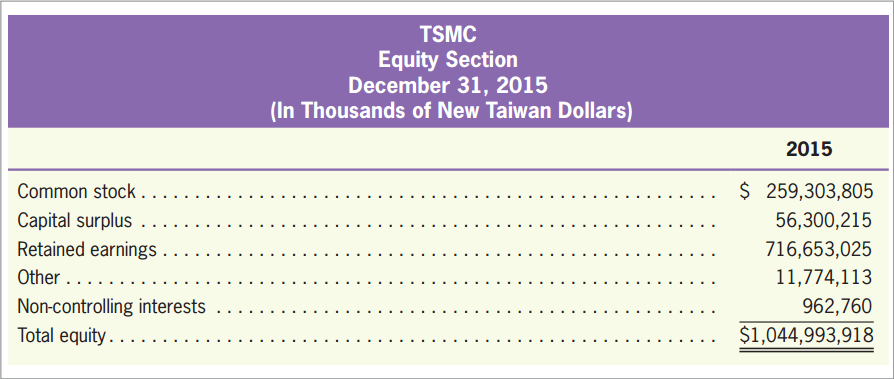 TSMC
Equity Section
December 31, 2015
(In Thousands of New Taiwan Dollars)
2015
Common stock . . . . . . . . . . . . . . . . . . . . . . . . . . . . . . . . . . . . . . . . . . . . . . . . . . . . . . $ 259,303,805
Capital surplus . . . . . . . . . . . . . . . . . . . . . . . . . . . . . . . . . . . . . . . . . . . . . . . . . . . . . . 56,300,215
Retained earnings . . . . . . . . . . . . . . . . . . . . . . . . . . . . . . . . . . . . . . . . . . . . . . . . . . . . 716,653,025
Other . . . . . . . . . . . . . . . . . . . . . . . . . . . . . . . . . . . . . . . . . . . . . . . . . . . . . . . . . . . . . 11,774,113
Non-controlling interests . . . . . . . . . . . . . . . . . . . . . . . . . . . . . . . . . . . . . . . . . . . . . . . 962,760
Total equity . . . . . . . . . . . . . . . . . . . . . . . . . . . . . . . . . . . . . . . . . . . . . . . . . . . . . . . . . $1,044,993,918